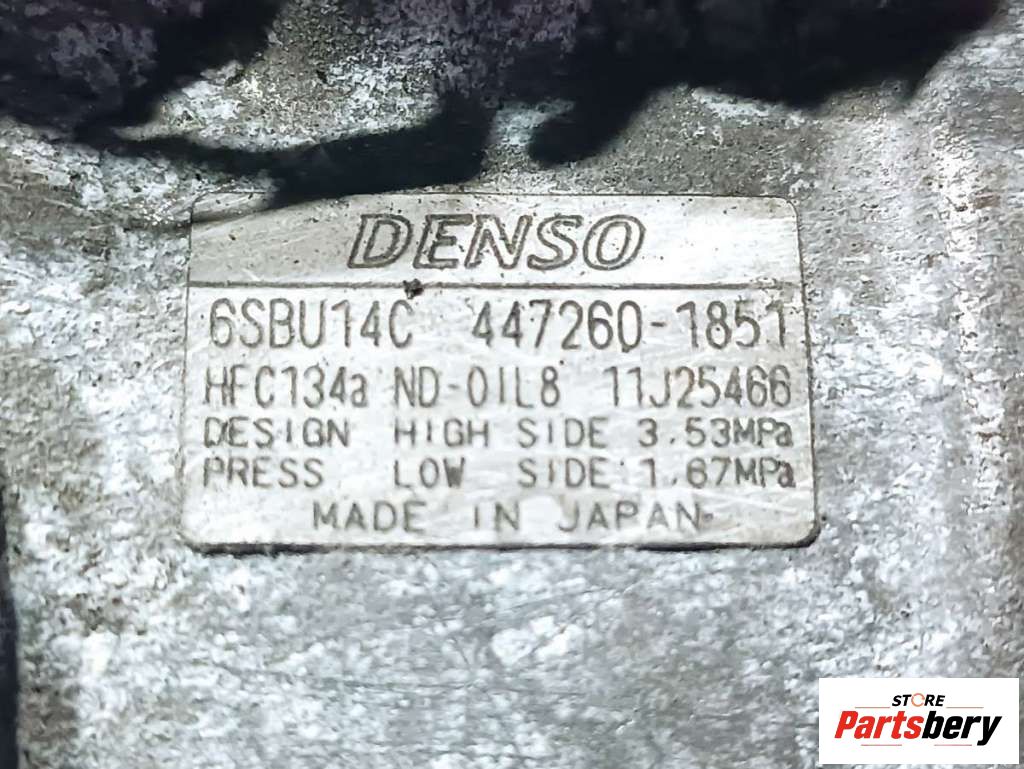 DENSO
6SBU14C 447260-1851
HFC134a ND-OIL8 11J25466
DESIGN HIGH SIDE 3.53MPa
PRESS LOW SIDE 1.67MPa
MADE IN JAPAN
STORE
Partsbery